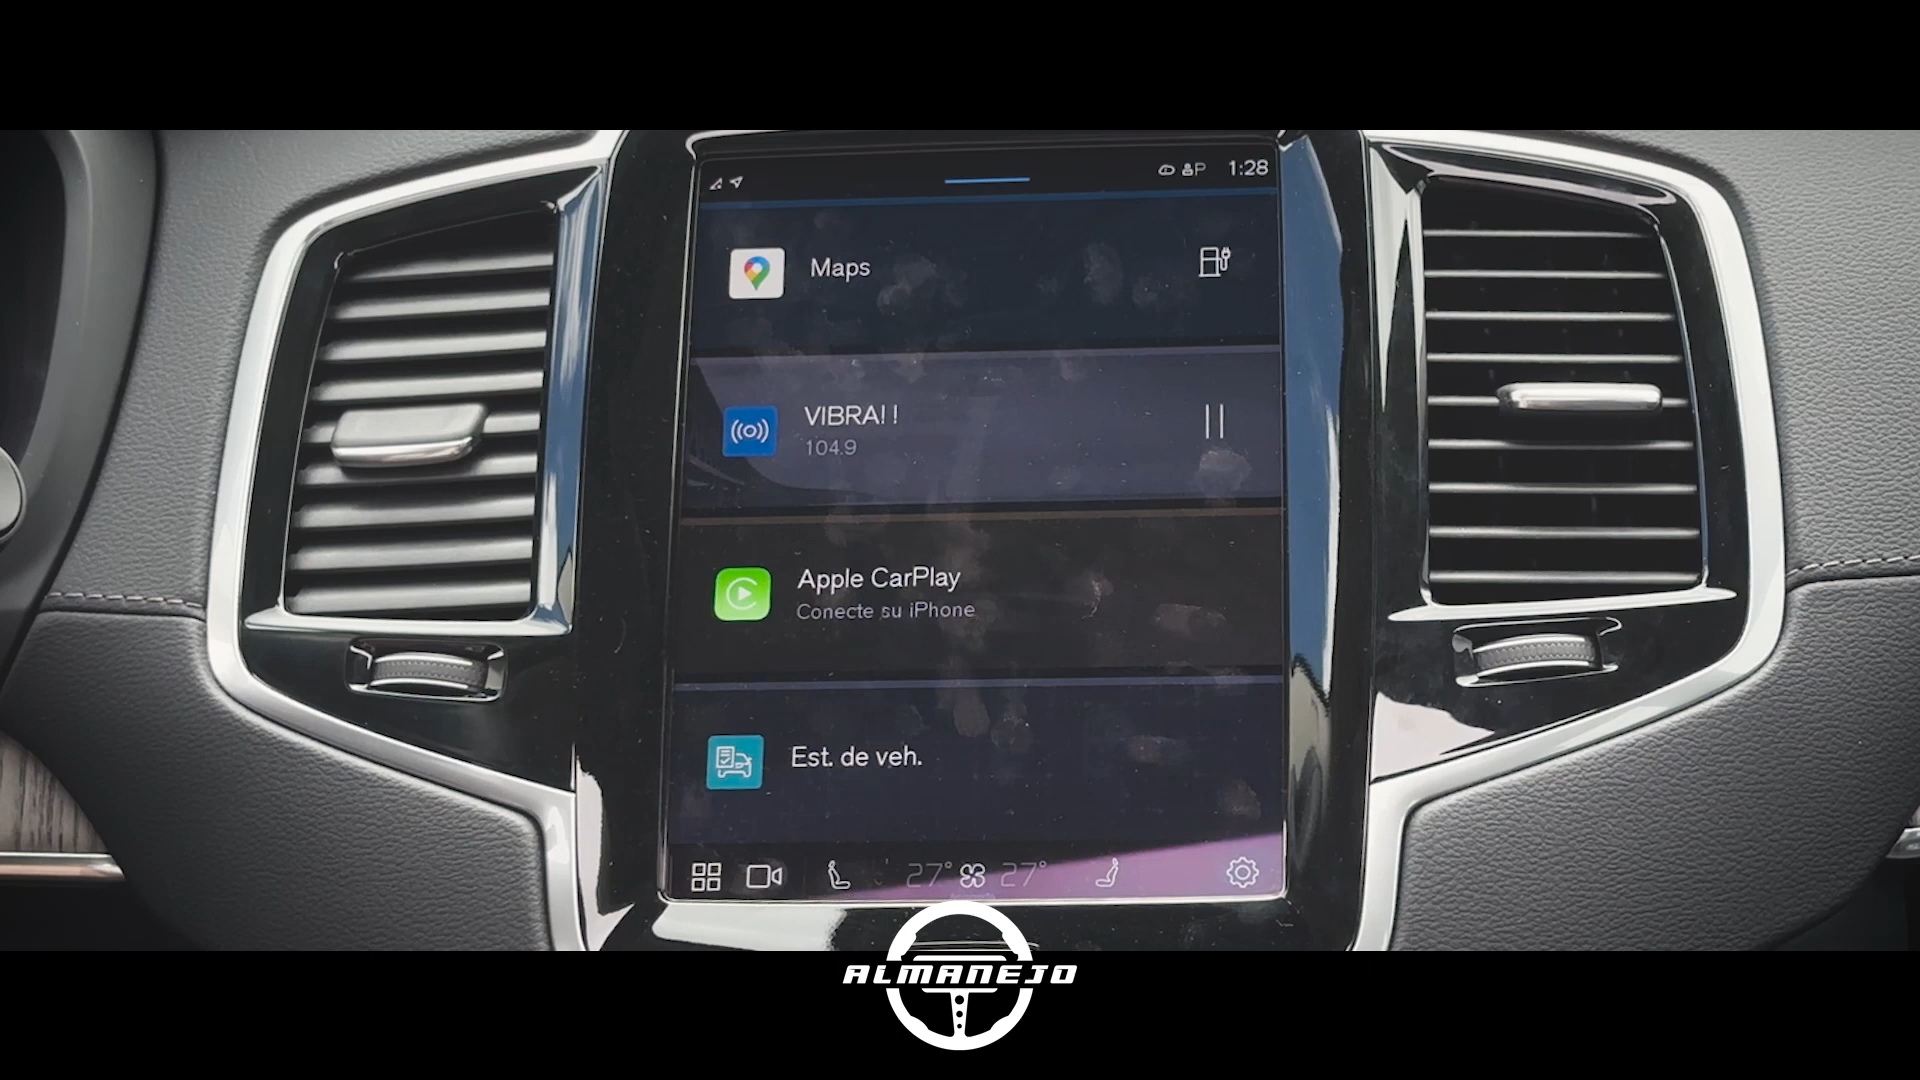 P 1:28
Maps
VIBRA!!
104.9
Apple CarPlay
Conecte su iPhone
Est. de veh.
27° 27°
ALMANEJO